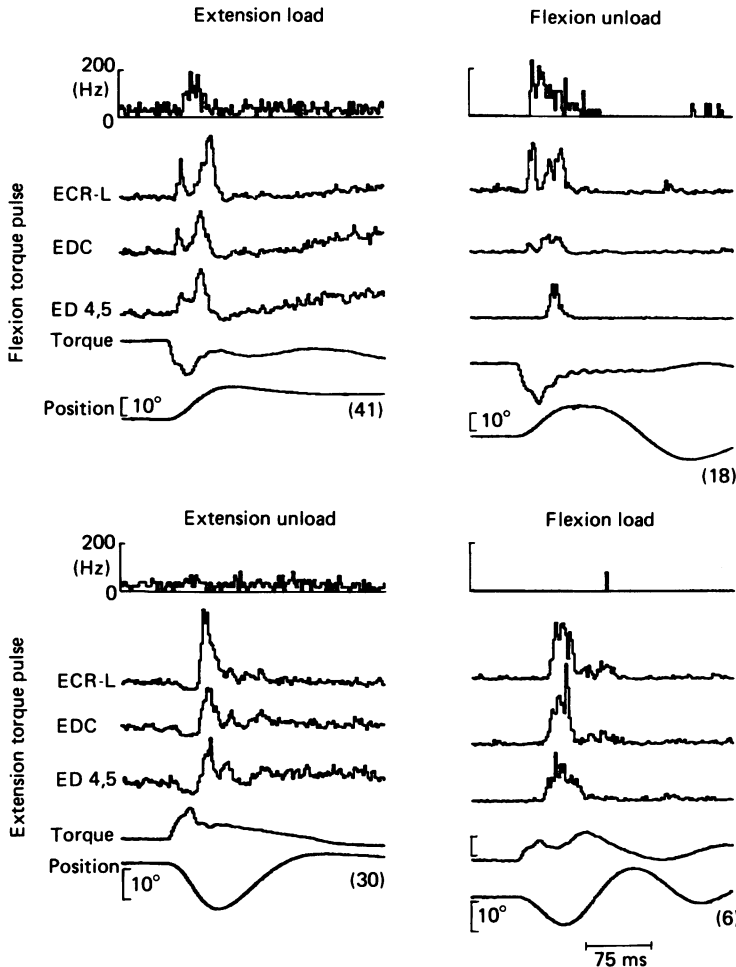 Extension load
Flexion unload
200
(Hz)
0
Flexion torque pulse
ECR-L
EDC
ED 4,5
Torque
Position
10°
(41)
10°
(18)
Extension unload
Flexion load
200
(Hz)
0
Extension torque pulse
ECR-L
EDC
ED 4,5
Torque
Position
10°
(30)
10°
(6)
75 ms